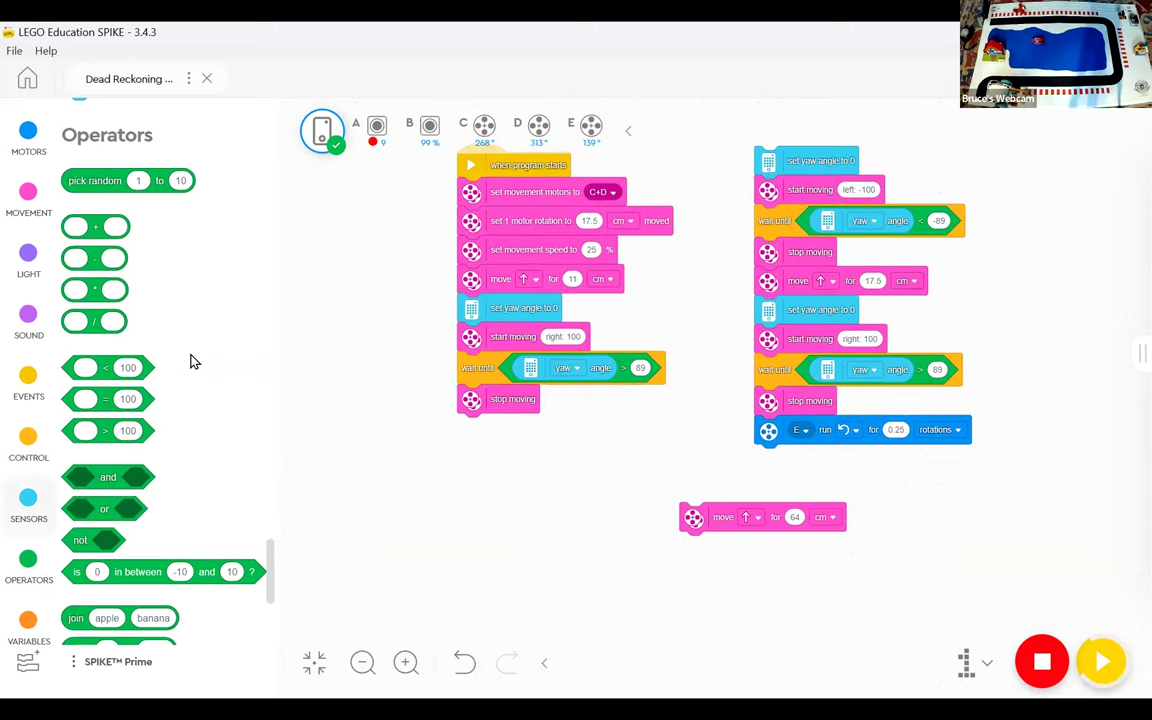 LEGO Education SPIKE - 3.4.3
File Help
Dead Reckoning ...
Bruce's Webcam
MOTORS
MOVEMENT
LIGHT
SOUND
EVENTS
CONTROL
SENSORS
OPERATORS
VARIABLES
Operators
pick random 1 to 10
+
-
*
/
< 100
= 100
> 100
and
or
not
is 0 in between -10 and 10 ?
join apple banana
SPIKE™ Prime
A B C D E
9 99 % 268° 313° 139°
when program starts
set movement motors to C+D
set 1 motor rotation to 17.5 cm moved
set movement speed to 25 %
move ↑ for 11 cm
set yaw angle to 0
start moving right: 100
wait until yaw angle > 89
stop moving
set yaw angle to 0
start moving left: -100
wait until yaw angle < -89
stop moving
move ↑ for 17.5 cm
set yaw angle to 0
start moving right: 100
wait until yaw angle > 89
stop moving
E run for 0.25 rotations
move ↑ for 64 cm